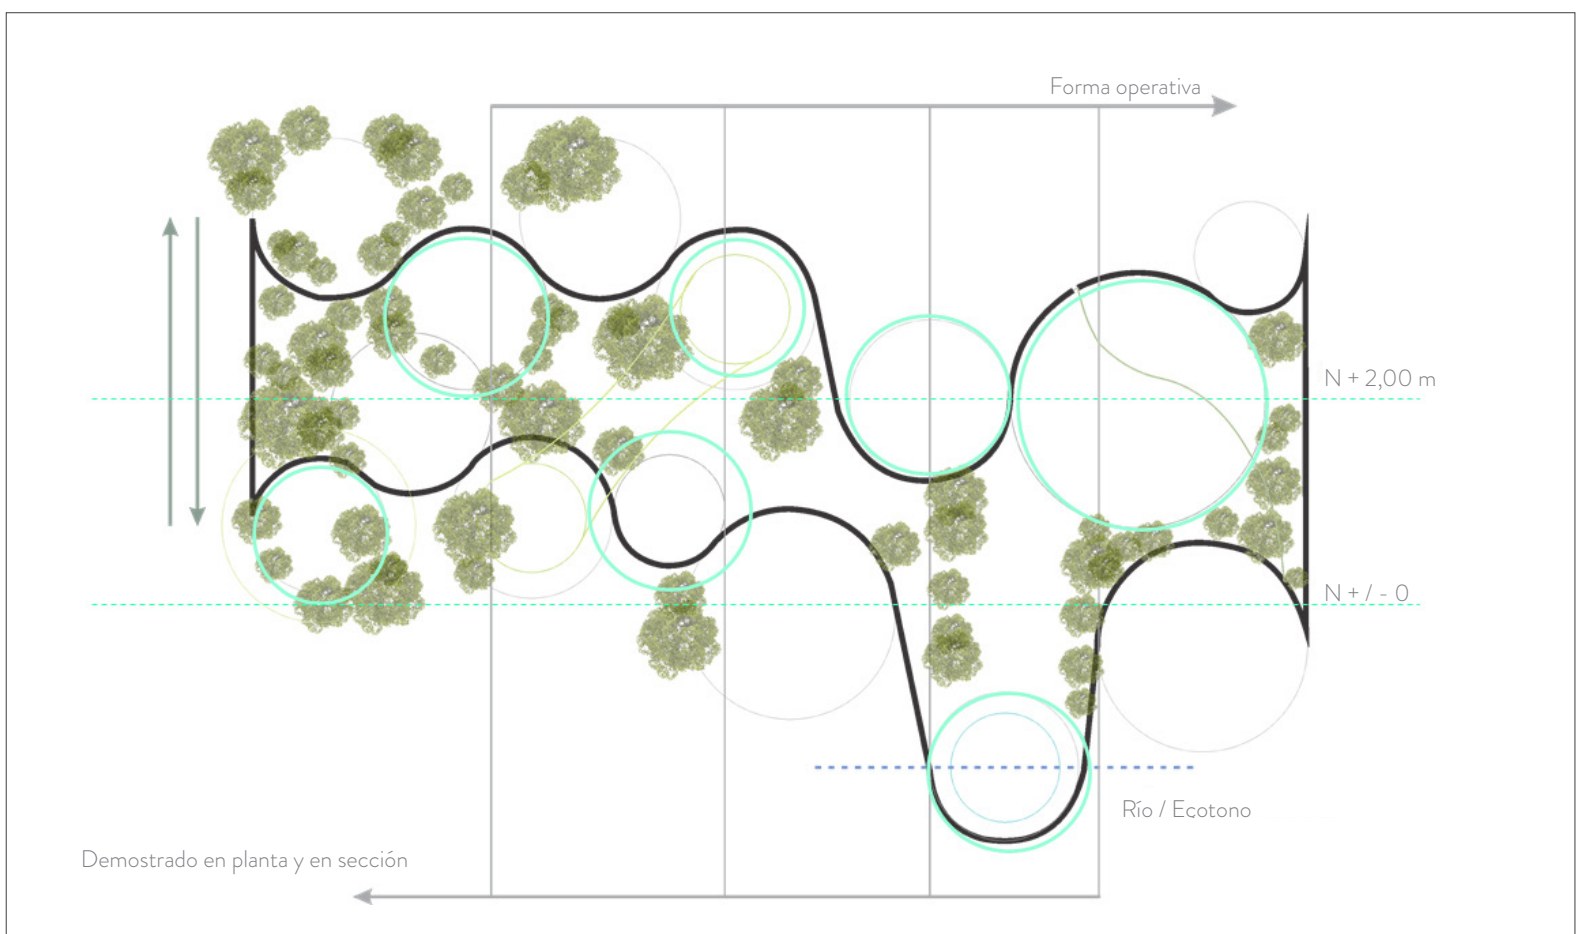 Forma operativa
N + 2,00 m
N + / - 0
Río / Ecotono
Demostrado en planta y en sección